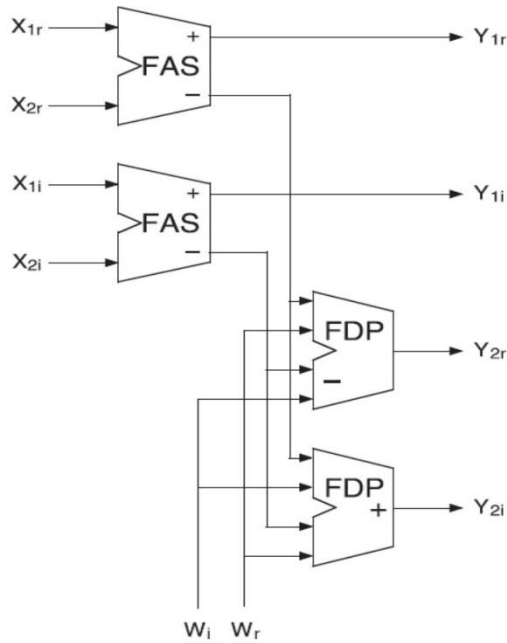 X1r
+
Y1r
FAS
X2r
−
X1i
+
Y1i
FAS
X2i
−
FDP
Y2r
−
FDP
+
Y2i
Wi Wr